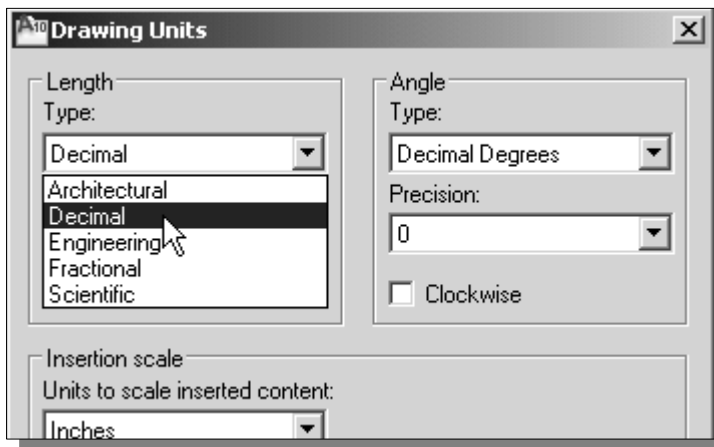 A10 Drawing Units
Length
Type:
Decimal
Architectural
Decimal
Engineering
Fractional
Scientific
Angle
Type:
Decimal Degrees
Precision:
0
Clockwise
Insertion scale
Units to scale inserted content:
Inches